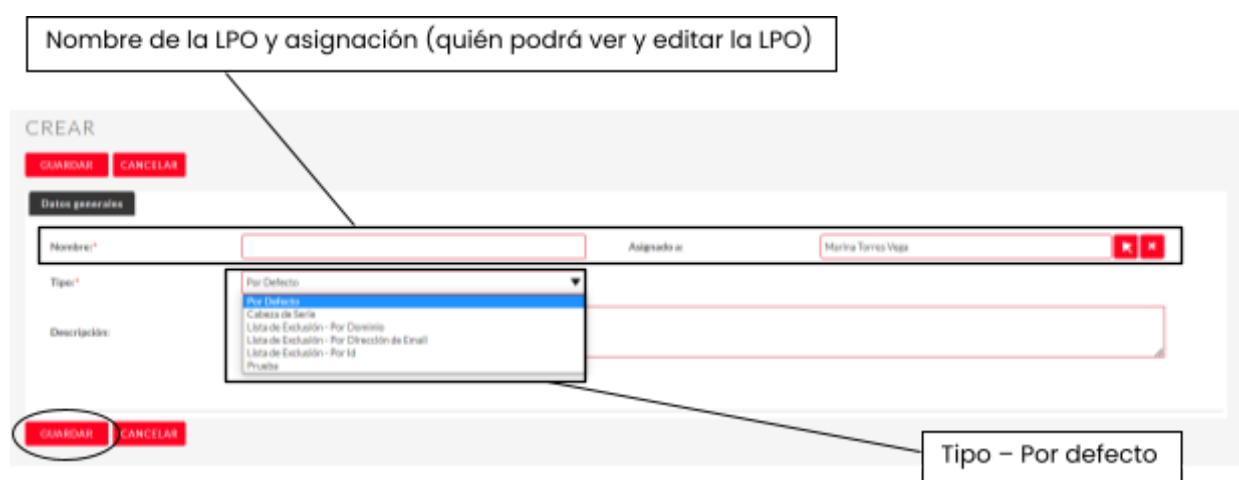 Nombre de la LPO y asignación (quién podrá ver y editar la LPO)
CREAR
GUARDAR CANCELAR
Datos generales
Nombre:* Asignado a: Marina Torres Vega
Tipo:* Por Defecto
Por Defecto
Cabeza de Serie
Lista de Exclusión - Por Dominio
Lista de Exclusión - Por Dirección de Email
Descripción:
Lista de Exclusión - Por Id
Prueba
GUARDAR CANCELAR
Tipo – Por defecto